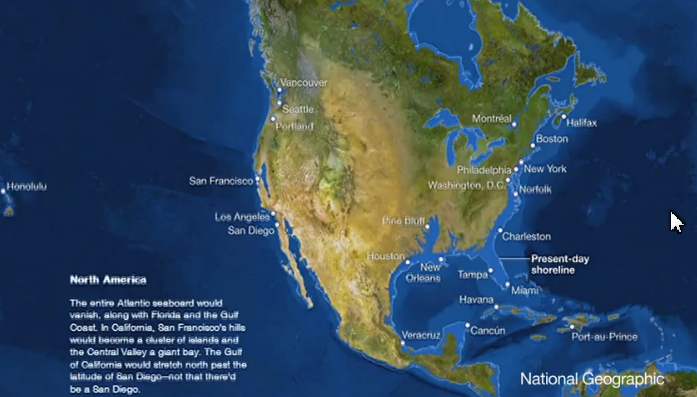 Vancouver
Seattle
Portland
Montréal
Halifax
Boston
Philadelphia
New York
Washington, D.C.
Norfolk
Honolulu
San Francisco
Los Angeles
San Diego
Pine Bluff
Charleston
Houston
New
Orleans
Tampa
Present-day
shoreline
Miami
Havana
Veracruz
Cancún
Port-au-Prince
North America
The entire Atlantic seaboard would
vanish, along with Florida and the Gulf
Coast. In California, San Francisco's hills
would become a cluster of islands and
the Central Valley a giant bay. The Gulf
of California would stretch north past the
latitude of San Diego—not that there'd
be a San Diego.
National Geographic